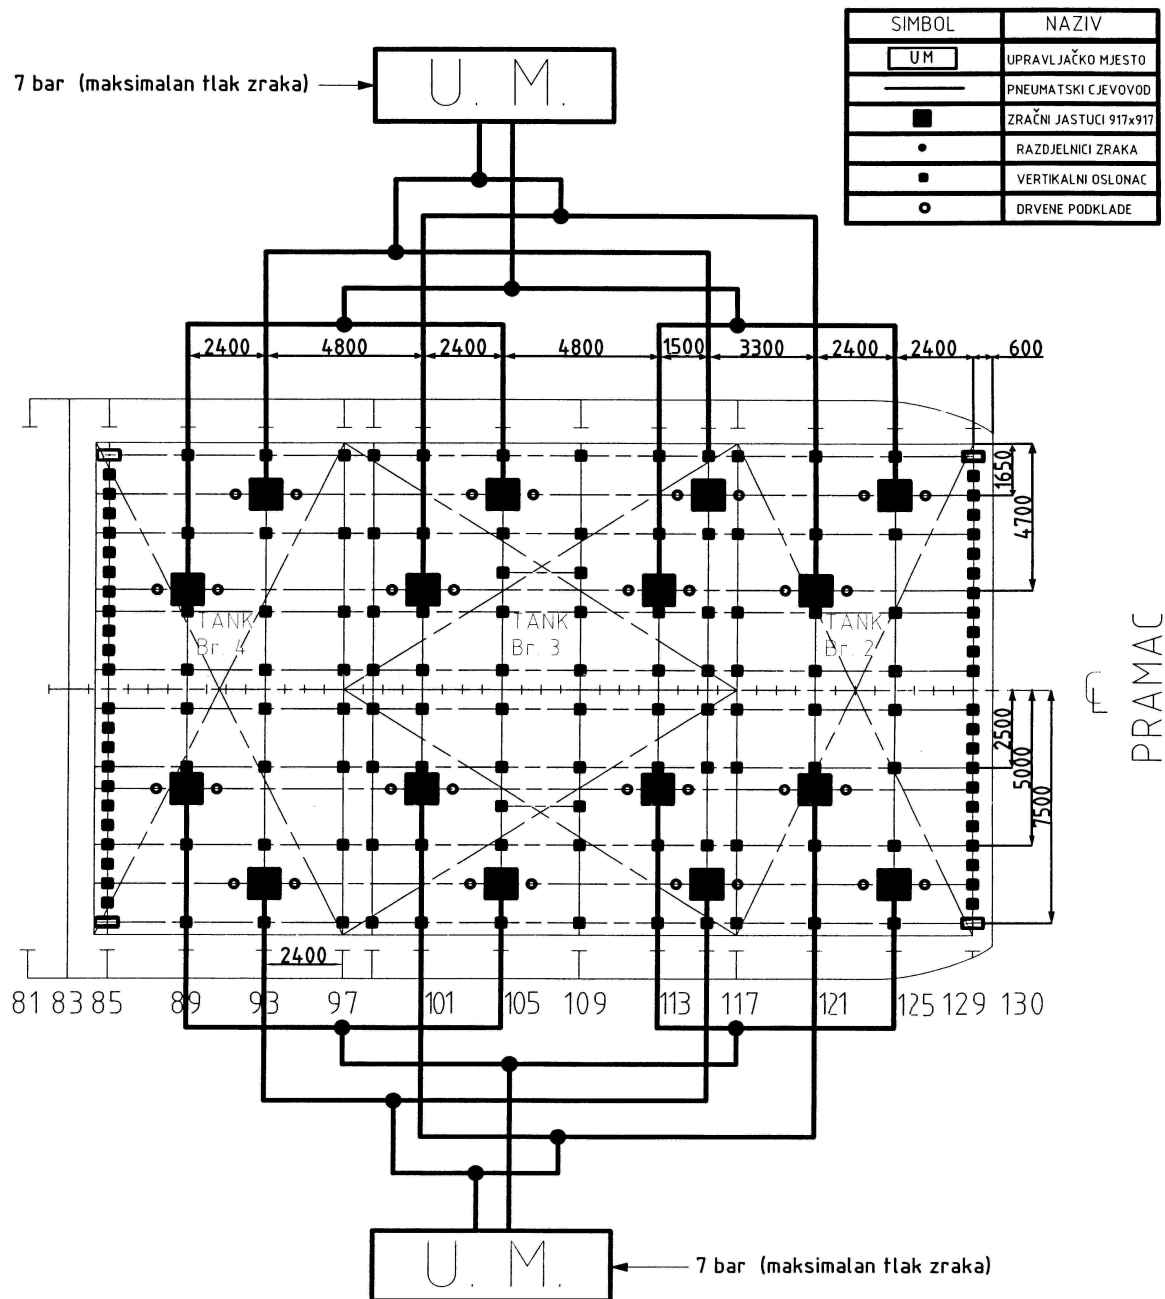 SIMBOL NAZIV
UM UPRAVLJAČKO MJESTO
PNEUMATSKI CJEVOVOD
ZRAČNI JASTUCI 917x917
RAZDJELNICI ZRAKA
VERTIKALNI OSLONAC
DRVENE PODKLADE
7 bar (maksimalan tlak zraka)
U. M.
2400 4800 2400 4800 1500 3300 2400 2400 600
1650
4700
TANK
Br. 4
TANK
Br. 3
TANK
Br. 2
2500
5000
7500
℄
PRAMAC
2400
81 83 85 89 93 97 101 105 109 113 117 121 125 129 130
U. M.
7 bar (maksimalan tlak zraka)